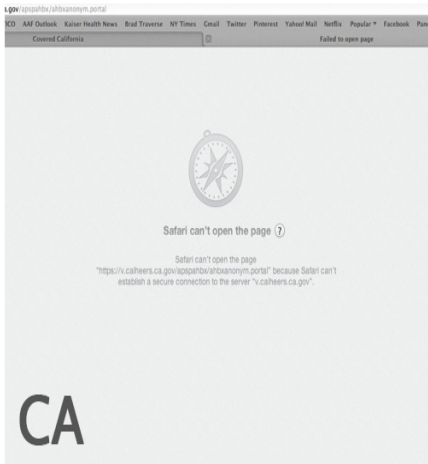 a.gov/apspahbx/ahbxanonym.portal
ICO AAF Outlook Kaiser Health News Brad Traverse NY Times Gmail Twitter Pinterest Yahoo! Mail Netflix Popular Facebook Pan
Covered California Failed to open page
Safari can't open the page ?
Safari can't open the page
"https://v.calheers.ca.gov/apspahbx/ahbxanonym.portal" because Safari can't
establish a secure connection to the server "v.calheers.ca.gov".
CA